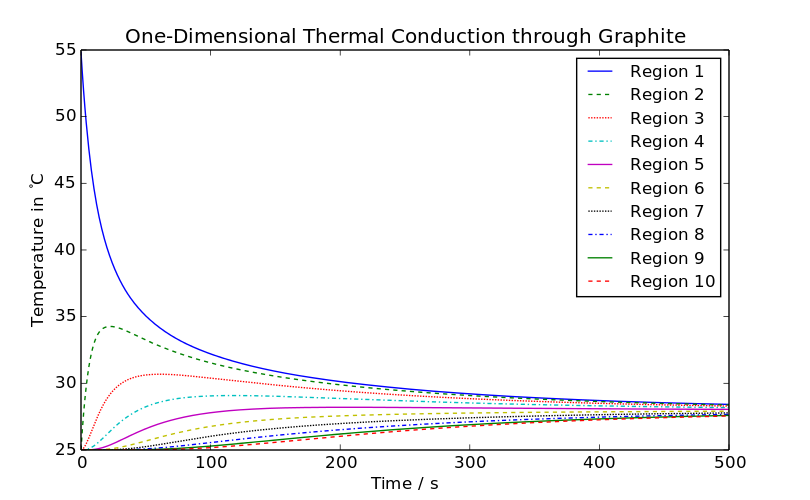 One-Dimensional Thermal Conduction through Graphite
55
50
45
40
35
30
25
Temperature in °C
0 100 200 300 400 500
Time / s
Region 1
Region 2
Region 3
Region 4
Region 5
Region 6
Region 7
Region 8
Region 9
Region 10